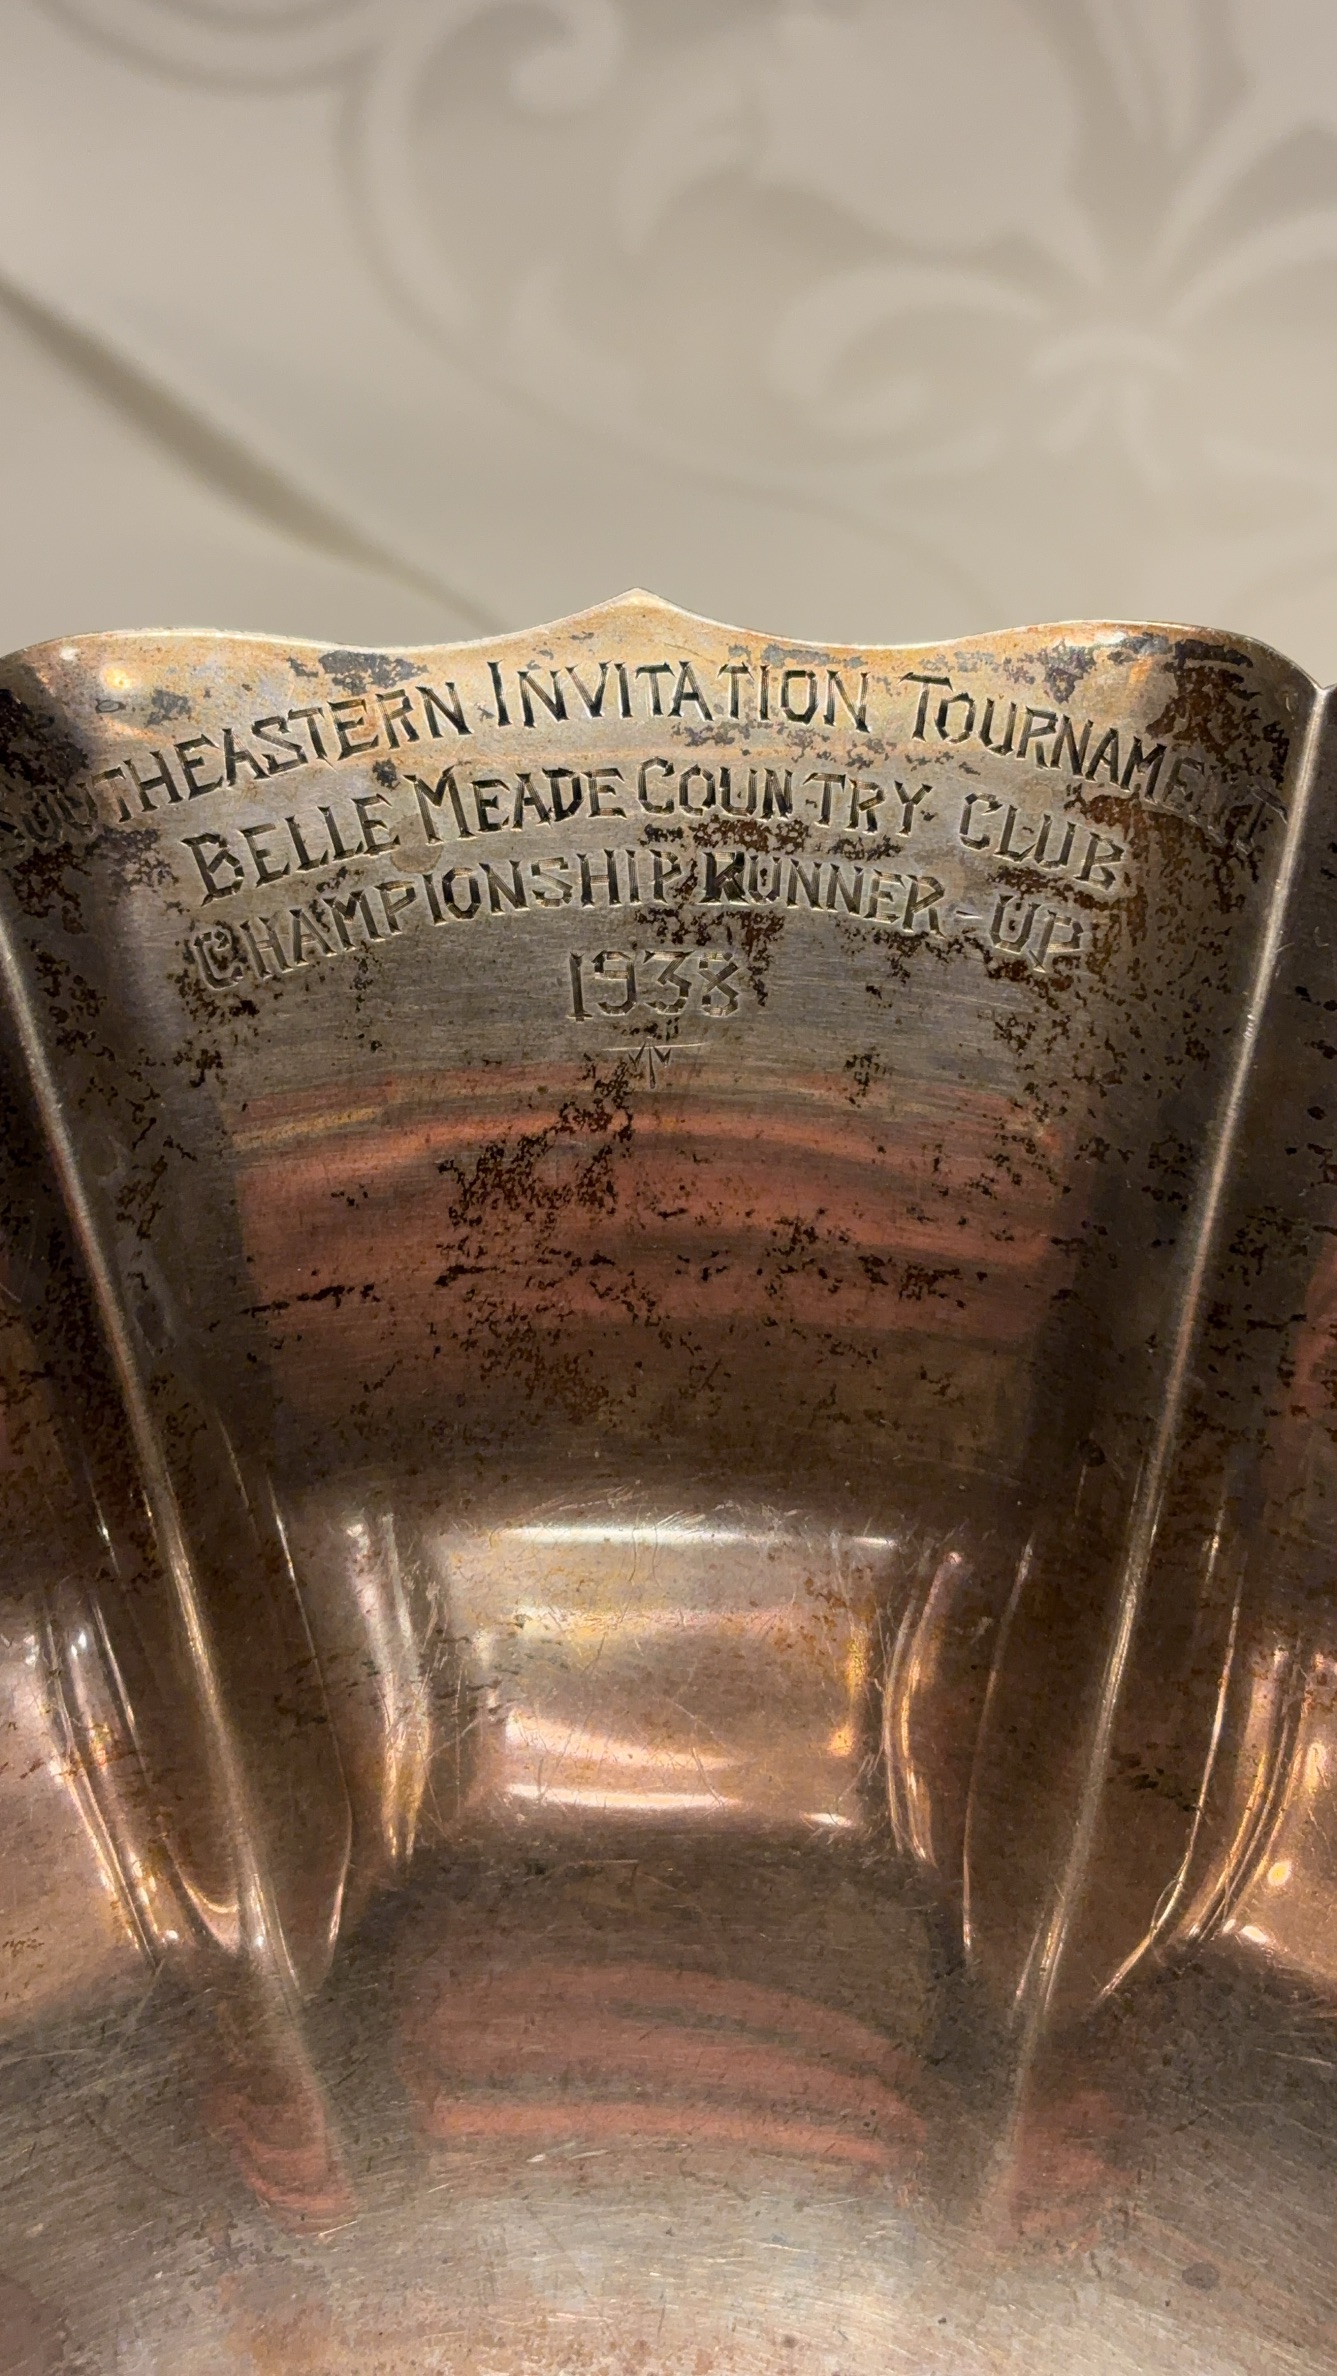 SOUTHEASTERN INVITATION TOURNAMENT
BELLE MEADE COUNTRY CLUB
CHAMPIONSHIP RUNNER-UP
1938